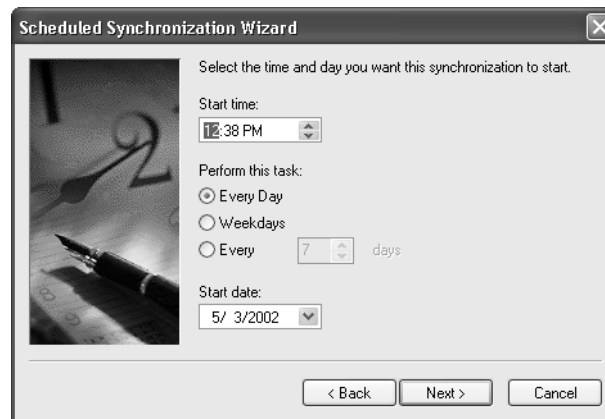 Scheduled Synchronization Wizard
Select the time and day you want this synchronization to start.
Start time:
12:38 PM
Perform this task:
Every Day
Weekdays
Every 7 days
Start date:
5/ 3/2002
< Back Next > Cancel
2